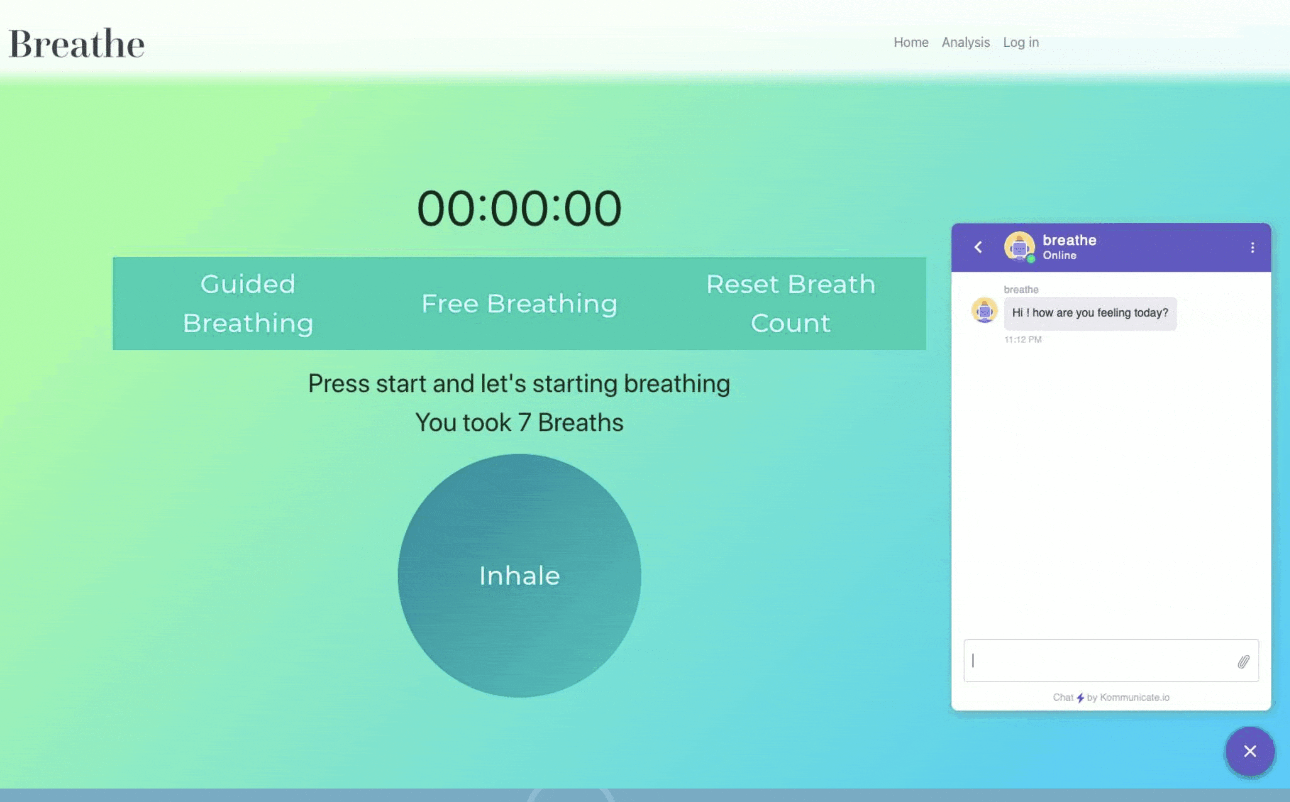 Breathe
Home Analysis Log in
00:00:00
Guided
Breathing
Free Breathing
Reset Breath
Count
Press start and let's starting breathing
You took 7 Breaths
Inhale
breathe
Online
breathe
Hi ! how are you feeling today?
11:12 PM
Chat by Kommunicate.io